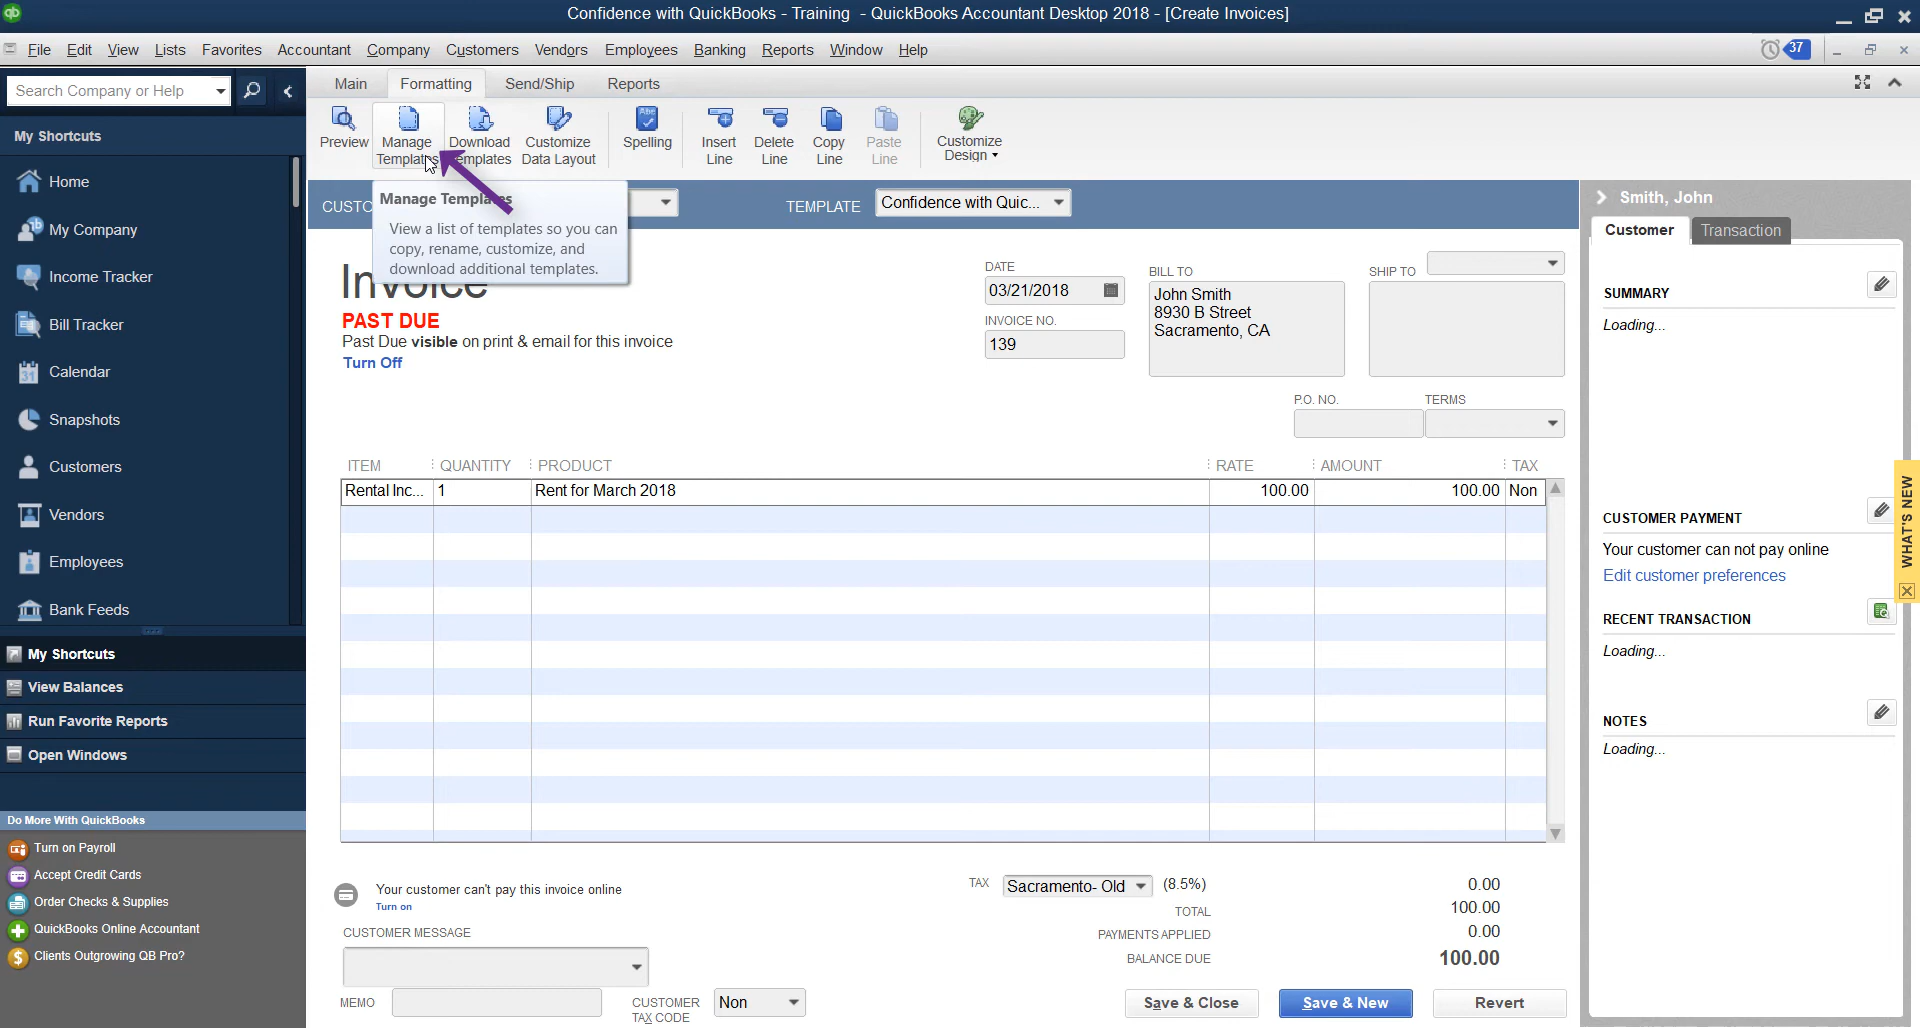 Confidence with QuickBooks - Training - QuickBooks Accountant Desktop 2018 - [Create Invoices]
File Edit View Lists Favorites Accountant Company Customers Vendors Employees Banking Reports Window Help
37
Search Company or Help
Main Formatting Send/Ship Reports
Preview
Manage Templates
Download Templates
Customize Data Layout
Spelling
Insert Line
Delete Line
Copy Line
Paste Line
Customize Design
My Shortcuts
Home
My Company
Income Tracker
Bill Tracker
Calendar
Snapshots
Customers
Vendors
Employees
Bank Feeds
My Shortcuts
View Balances
Run Favorite Reports
Open Windows
Do More With QuickBooks
Turn on Payroll
Accept Credit Cards
Order Checks & Supplies
QuickBooks Online Accountant
Clients Outgrowing QB Pro?
Manage Templates
View a list of templates so you can
copy, rename, customize, and
download additional templates.
CUSTO
TEMPLATE Confidence with Quic...
Invoice
PAST DUE
Past Due visible on print & email for this invoice
Turn Off
DATE
03/21/2018
INVOICE NO.
139
BILL TO
John Smith
8930 B Street
Sacramento, CA
SHIP TO
P.O. NO. TERMS
ITEM QUANTITY PRODUCT RATE AMOUNT TAX
Rental Inc... 1 Rent for March 2018 100.00 100.00 Non
Your customer can't pay this invoice online
Turn on
CUSTOMER MESSAGE
MEMO
CUSTOMER TAX CODE Non
TAX Sacramento- Old (8.5%) 0.00
TOTAL 100.00
PAYMENTS APPLIED 0.00
BALANCE DUE 100.00
Save & Close Save & New Revert
Smith, John
Customer Transaction
SUMMARY
Loading...
CUSTOMER PAYMENT
Your customer can not pay online
Edit customer preferences
RECENT TRANSACTION
Loading...
NOTES
Loading...
WHAT'S NEW